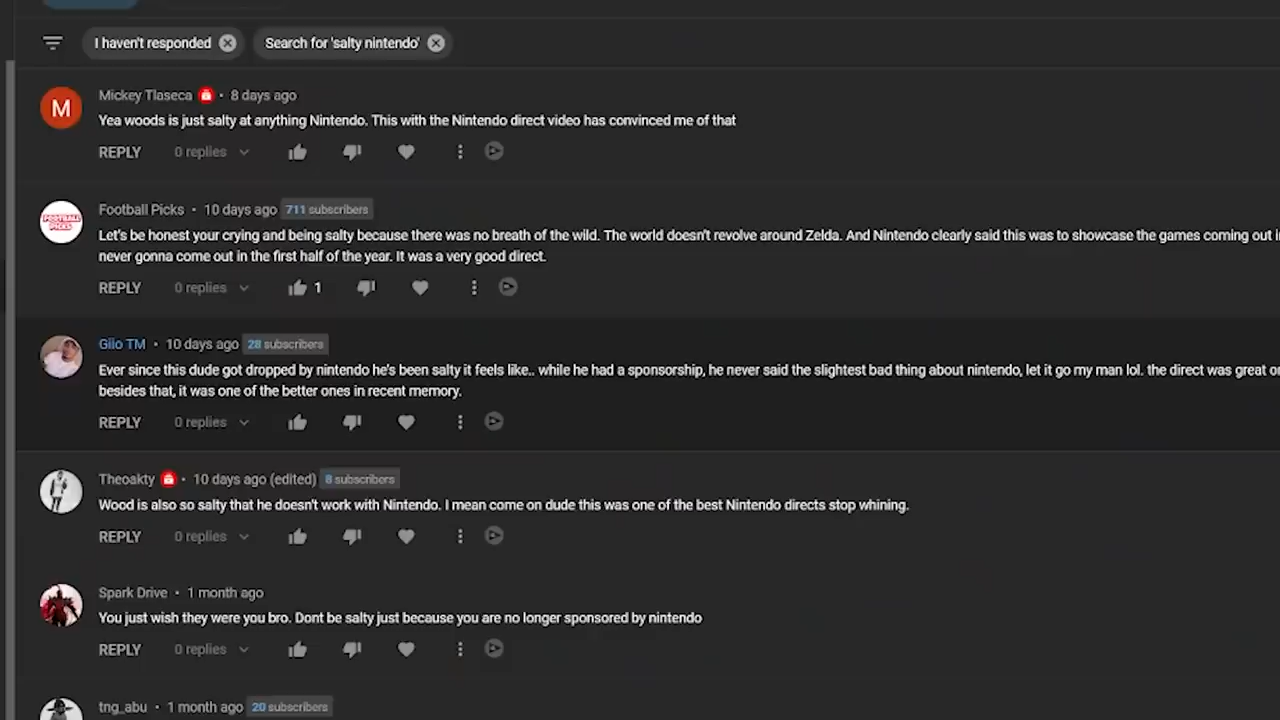 I haven't responded
Search for 'salty nintendo'
Mickey Tlaseca • 8 days ago
M
Yea woods is just salty at anything Nintendo. This with the Nintendo direct video has convinced me of that
REPLY 0 replies
Football Picks • 10 days ago 711 subscribers
FOOTBALL
PICKS
Let's be honest your crying and being salty because there was no breath of the wild. The world doesn't revolve around Zelda. And Nintendo clearly said this was to showcase the games coming out
never gonna come out in the first half of the year. It was a very good direct.
REPLY 0 replies 1
Giio TM • 10 days ago 28 subscribers
Ever since this dude got dropped by nintendo he's been salty it feels like.. while he had a sponsorship, he never said the slightest bad thing about nintendo, let it go my man lol. the direct was great
besides that, it was one of the better ones in recent memory.
REPLY 0 replies
Theoakty • 10 days ago (edited) 8 subscribers
Wood is also so salty that he doesn't work with Nintendo. I mean come on dude this was one of the best Nintendo directs stop whining.
REPLY 0 replies
Spark Drive • 1 month ago
You just wish they were you bro. Dont be salty just because you are no longer sponsored by nintendo
REPLY 0 replies
tng_abu • 1 month ago 20 subscribers